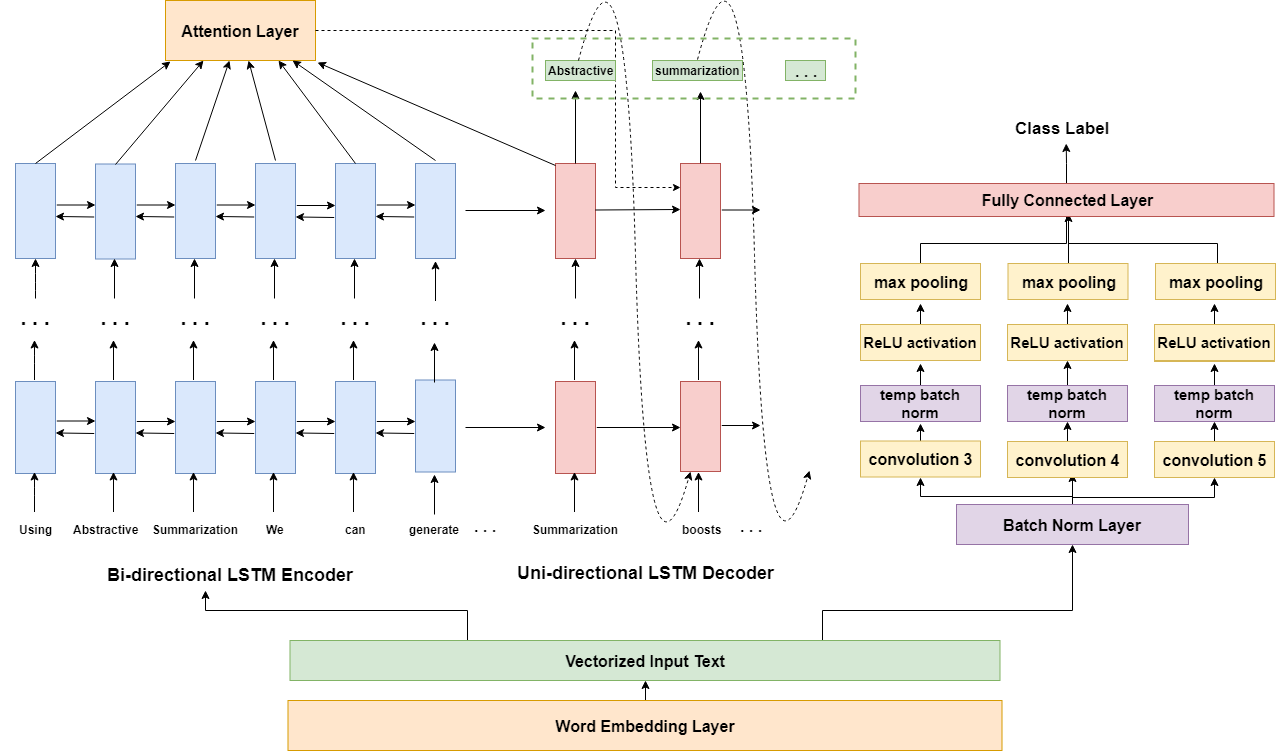 Attention Layer
Abstractive
summarization
. . .
Class Label
Fully Connected Layer
max pooling
max pooling
max pooling
. . .
. . .
. . .
. . .
. . .
. . .
. . .
. . .
ReLU activation
ReLU activation
ReLU activation
temp batch
norm
temp batch
norm
temp batch
norm
convolution 3
convolution 4
convolution 5
Using
Abstractive
Summarization
We
can
generate
. . .
Summarization
boosts
. . .
Batch Norm Layer
Bi-directional LSTM Encoder
Uni-directional LSTM Decoder
Vectorized Input Text
Word Embedding Layer